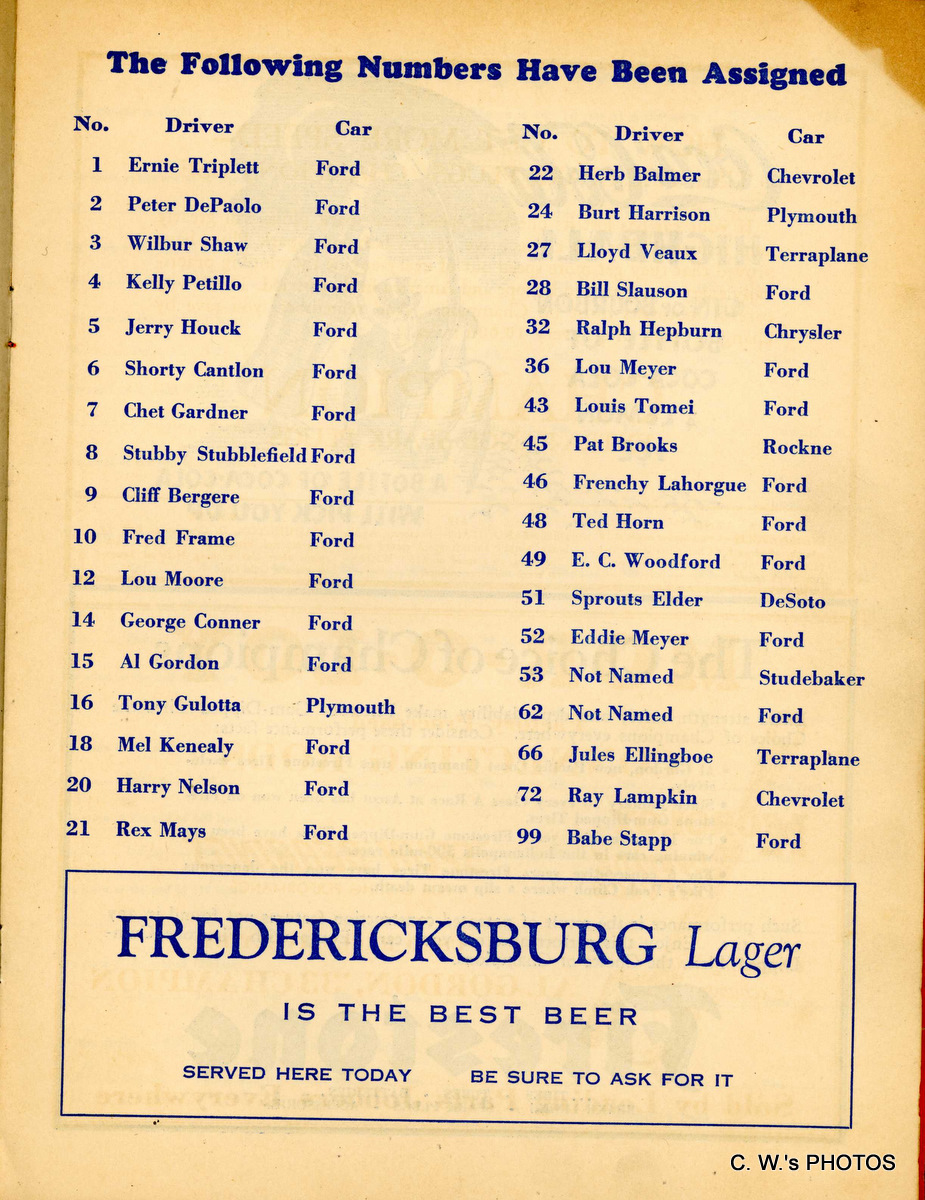 The Following Numbers Have Been Assigned
No. Driver Car
1 Ernie Triplett Ford
2 Peter DePaolo Ford
3 Wilbur Shaw Ford
4 Kelly Petillo Ford
5 Jerry Houck Ford
6 Shorty Cantlon Ford
7 Chet Gardner Ford
8 Stubby Stubblefield Ford
9 Cliff Bergere Ford
10 Fred Frame Ford
12 Lou Moore Ford
14 George Conner Ford
15 Al Gordon Ford
16 Tony Gulotta Plymouth
18 Mel Kenealy Ford
20 Harry Nelson Ford
21 Rex Mays Ford
No. Driver Car
22 Herb Balmer Chevrolet
24 Burt Harrison Plymouth
27 Lloyd Veaux Terraplane
28 Bill Slauson Ford
32 Ralph Hepburn Chrysler
36 Lou Meyer Ford
43 Louis Tomei Ford
45 Pat Brooks Rockne
46 Frenchy Lahorgue Ford
48 Ted Horn Ford
49 E. C. Woodford Ford
51 Sprouts Elder DeSoto
52 Eddie Meyer Ford
53 Not Named Studebaker
62 Not Named Ford
66 Jules Ellingboe Terraplane
72 Ray Lampkin Chevrolet
99 Babe Stapp Ford
FREDERICKSBURG Lager
IS THE BEST BEER
SERVED HERE TODAY BE SURE TO ASK FOR IT
C. W.'s PHOTOS